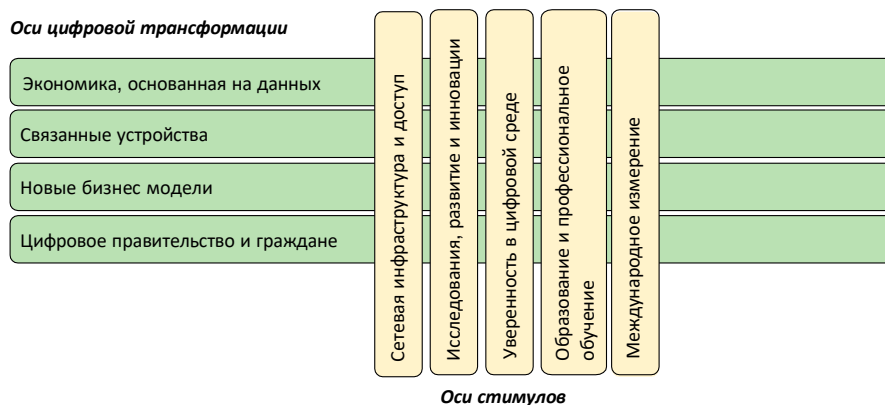 Оси цифровой трансформации
Экономика, основанная на данных
Связанные устройства
Новые бизнес модели
Цифровое правительство и граждане
Сетевая инфраструктура и доступ
Исследования, развитие и инновации
Уверенность в цифровой среде
Образование и профессиональное
обучение
Международное измерение
Оси стимулов